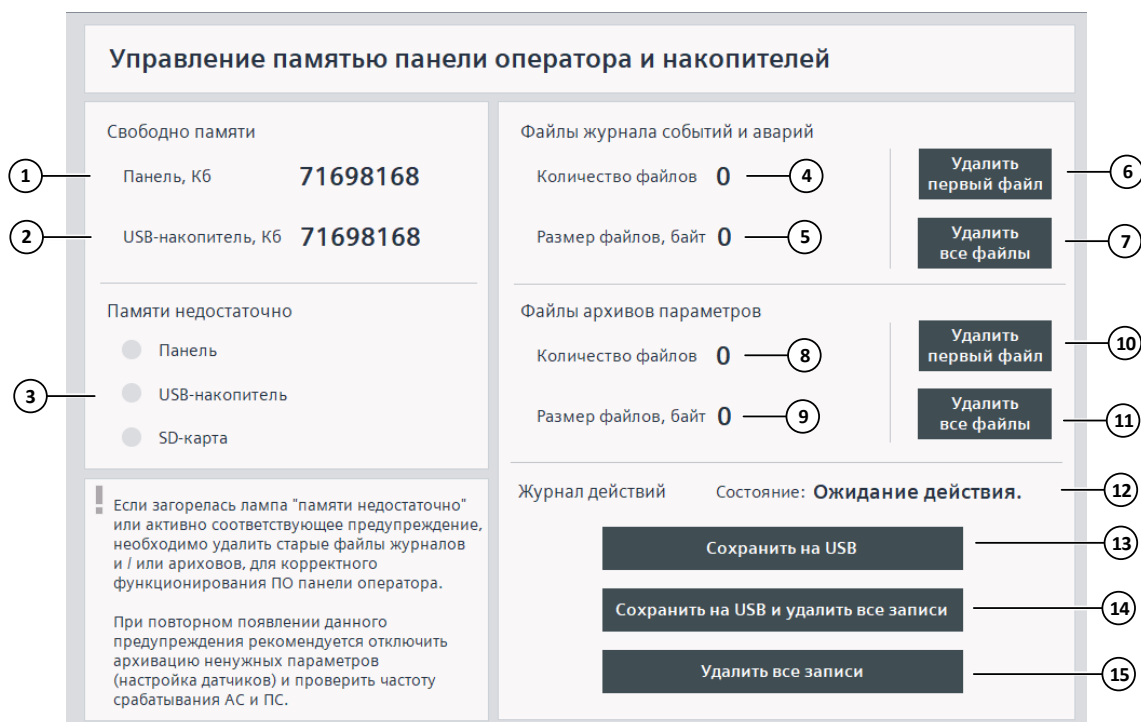 Управление памятью панели оператора и накопителей
Свободно памяти
1
Панель, Кб 71698168
2
USB-накопитель, Кб 71698168
Памяти недостаточно
Панель
3
USB-накопитель
SD-карта
!
Если загорелась лампа "памяти недостаточно"
или активно соответствующее предупреждение,
необходимо удалить старые файлы журналов
и / или ариховов, для корректного
функционирования ПО панели оператора.
При повторном появлении данного
предупреждения рекомендуется отключить
архивацию ненужных параметров
(настройка датчиков) и проверить частоту
срабатывания АС и ПС.
Файлы журнала событий и аварий
Количество файлов 0
4
Размер файлов, байт 0
5
Удалить
первый файл
6
Удалить
все файлы
7
Файлы архивов параметров
Количество файлов 0
8
Размер файлов, байт 0
9
Удалить
первый файл
10
Удалить
все файлы
11
Журнал действий Состояние: Ожидание действия.
12
Сохранить на USB
13
Сохранить на USB и удалить все записи
14
Удалить все записи
15